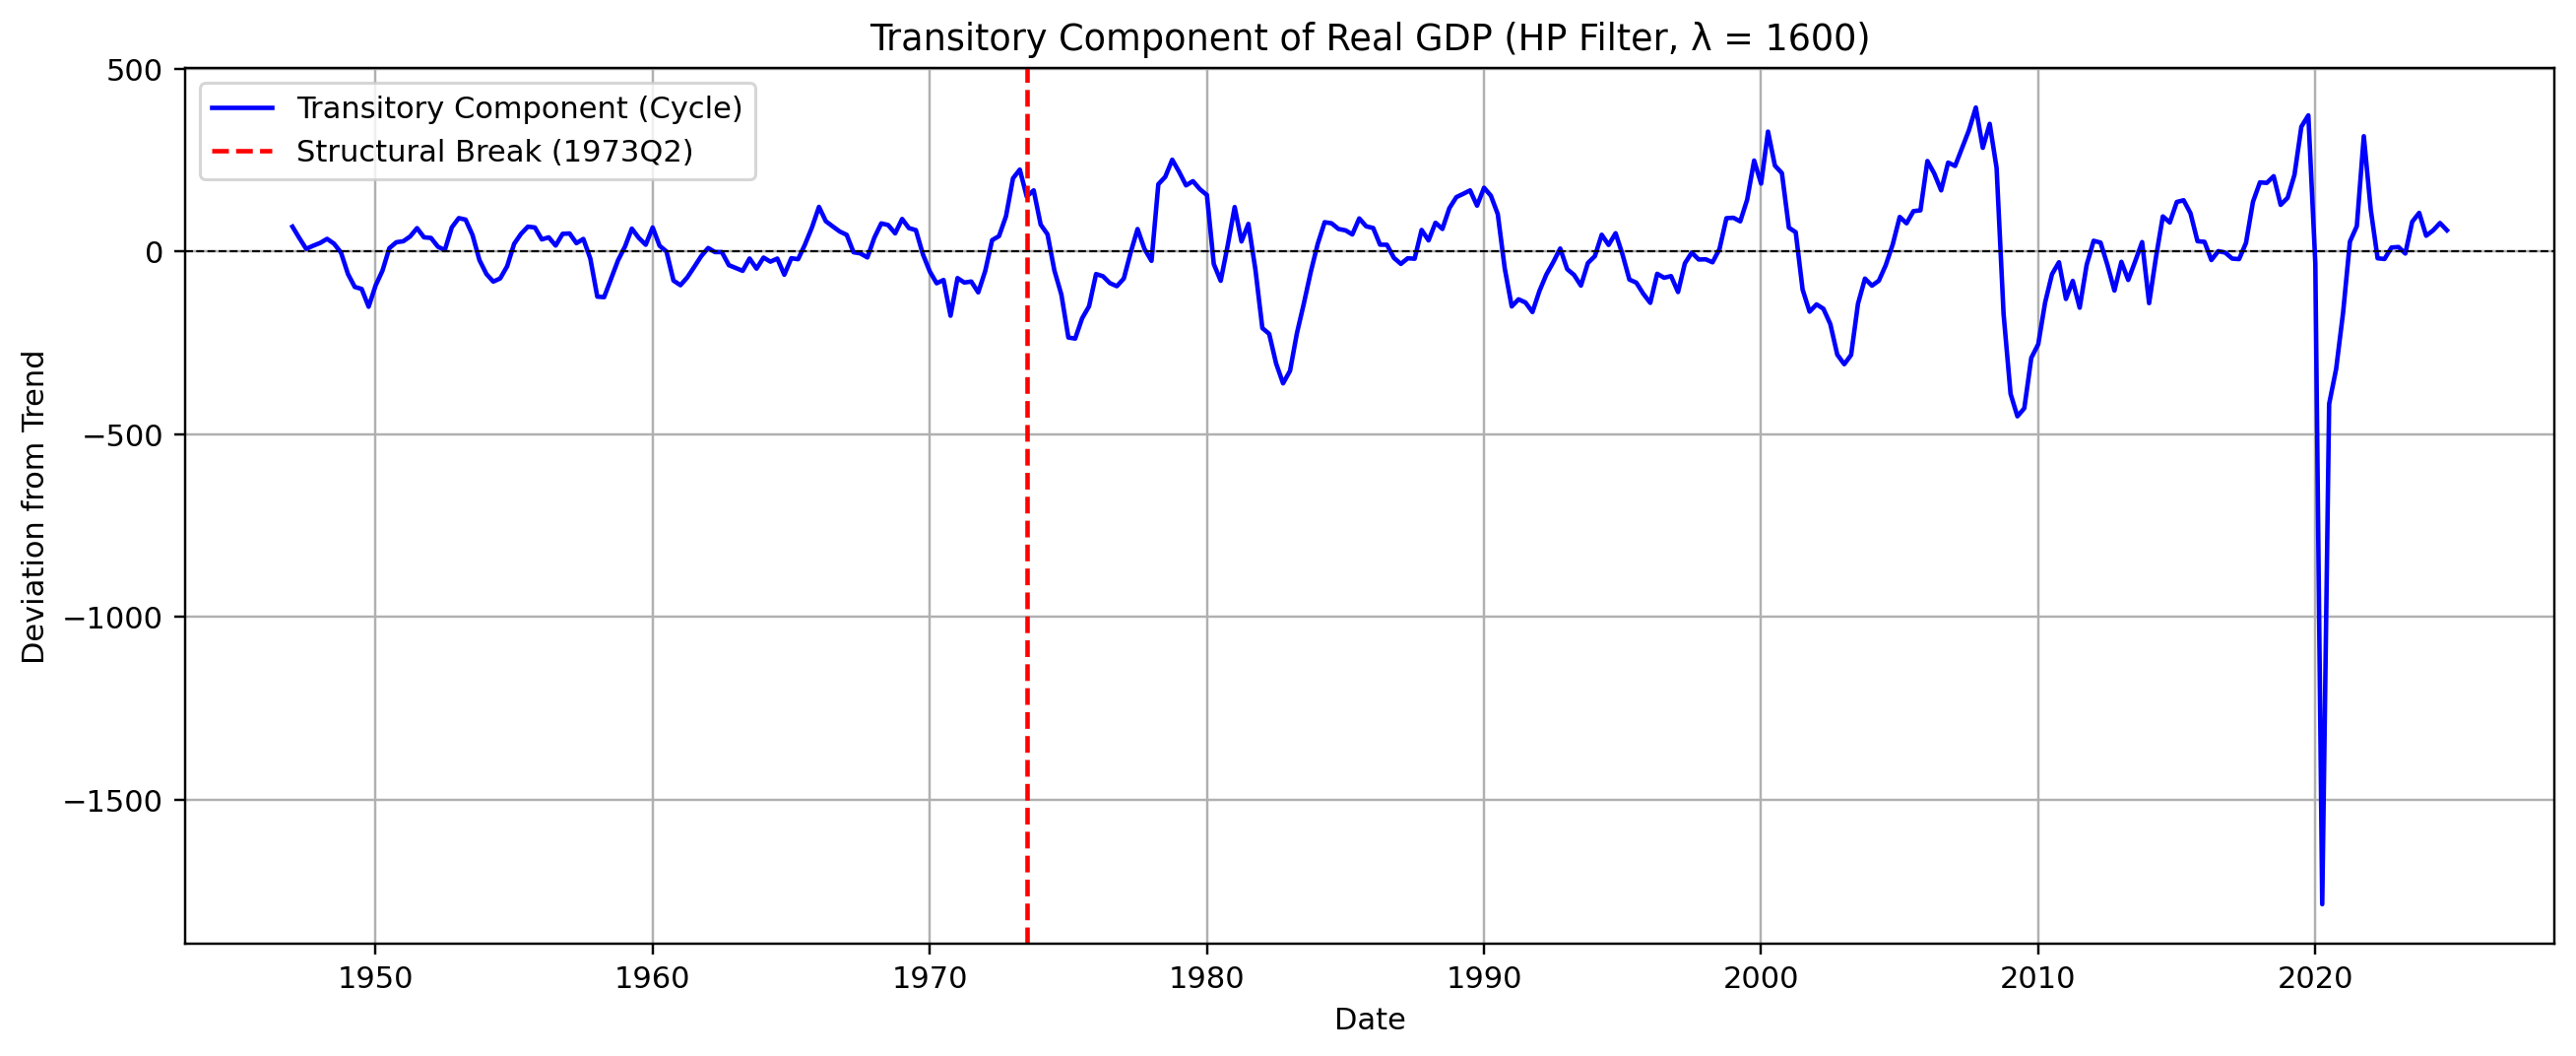 Transitory Component of Real GDP (HP Filter, λ = 1600)
Transitory Component (Cycle)
Structural Break (1973Q2)
500
0
−500
−1000
−1500
Deviation from Trend
1950 1960 1970 1980 1990 2000 2010 2020
Date